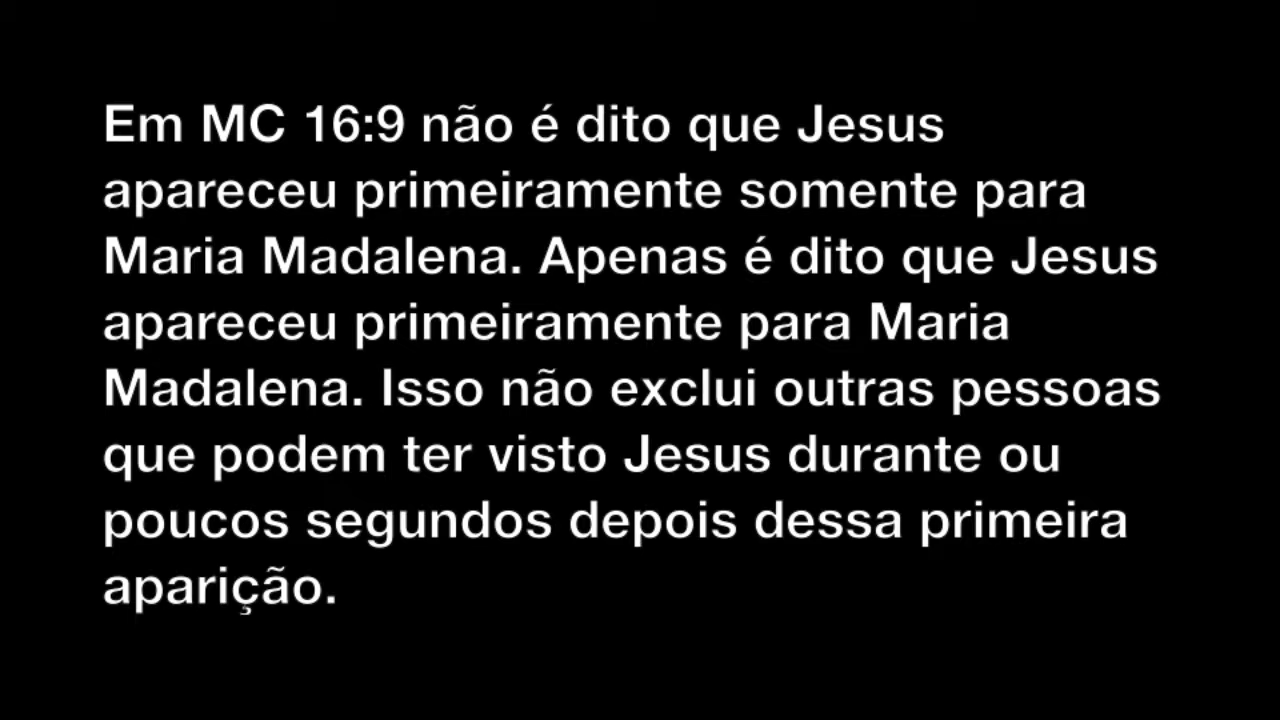 Em MC 16:9 não é dito que Jesus
apareceu primeiramente somente para
Maria Madalena. Apenas é dito que Jesus
apareceu primeiramente para Maria
Madalena. Isso não exclui outras pessoas
que podem ter visto Jesus durante ou
poucos segundos depois dessa primeira
aparição.